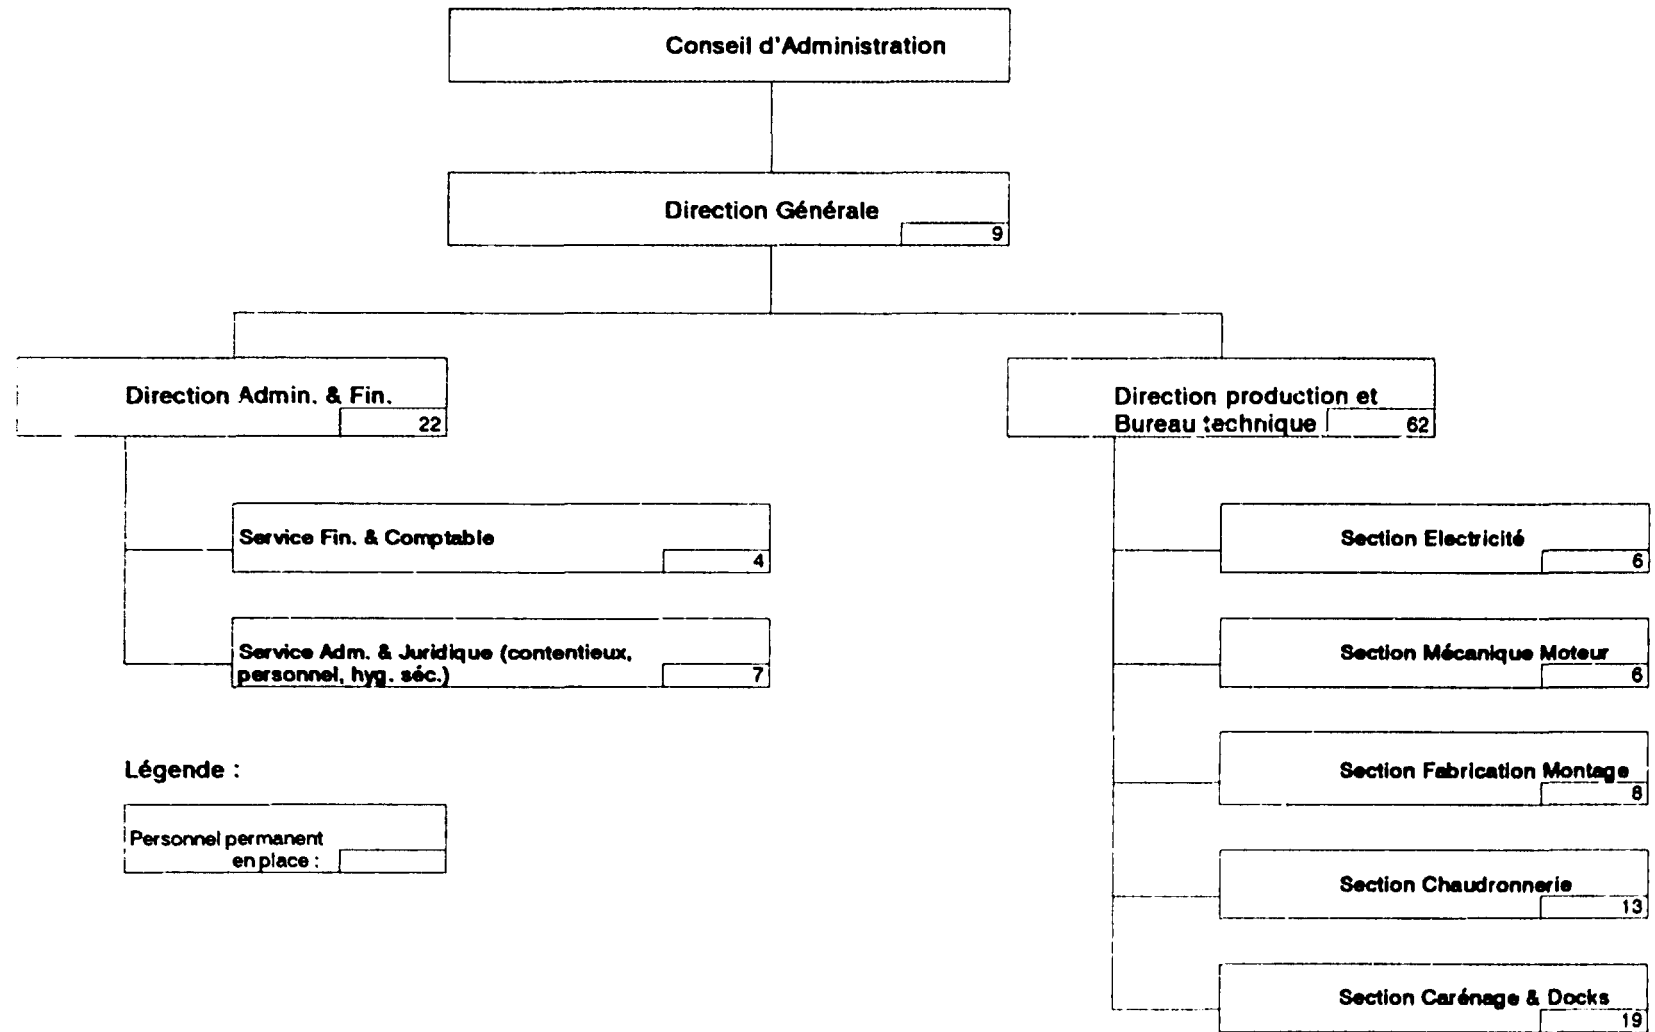 Conseil d'Administration
Direction Générale
9
Direction Admin. & Fin.
22
Direction production et
Bureau technique
62
Service Fin. & Comptable
4
Service Adm. & Juridique (contentieux,
personnel, hyg. séc.)
7
Section Electricité
6
Section Mécanique Moteur
6
Section Fabrication Montage
8
Section Chaudronnerie
13
Section Carénage & Docks
19
Légende :
Personnel permanent
en place :